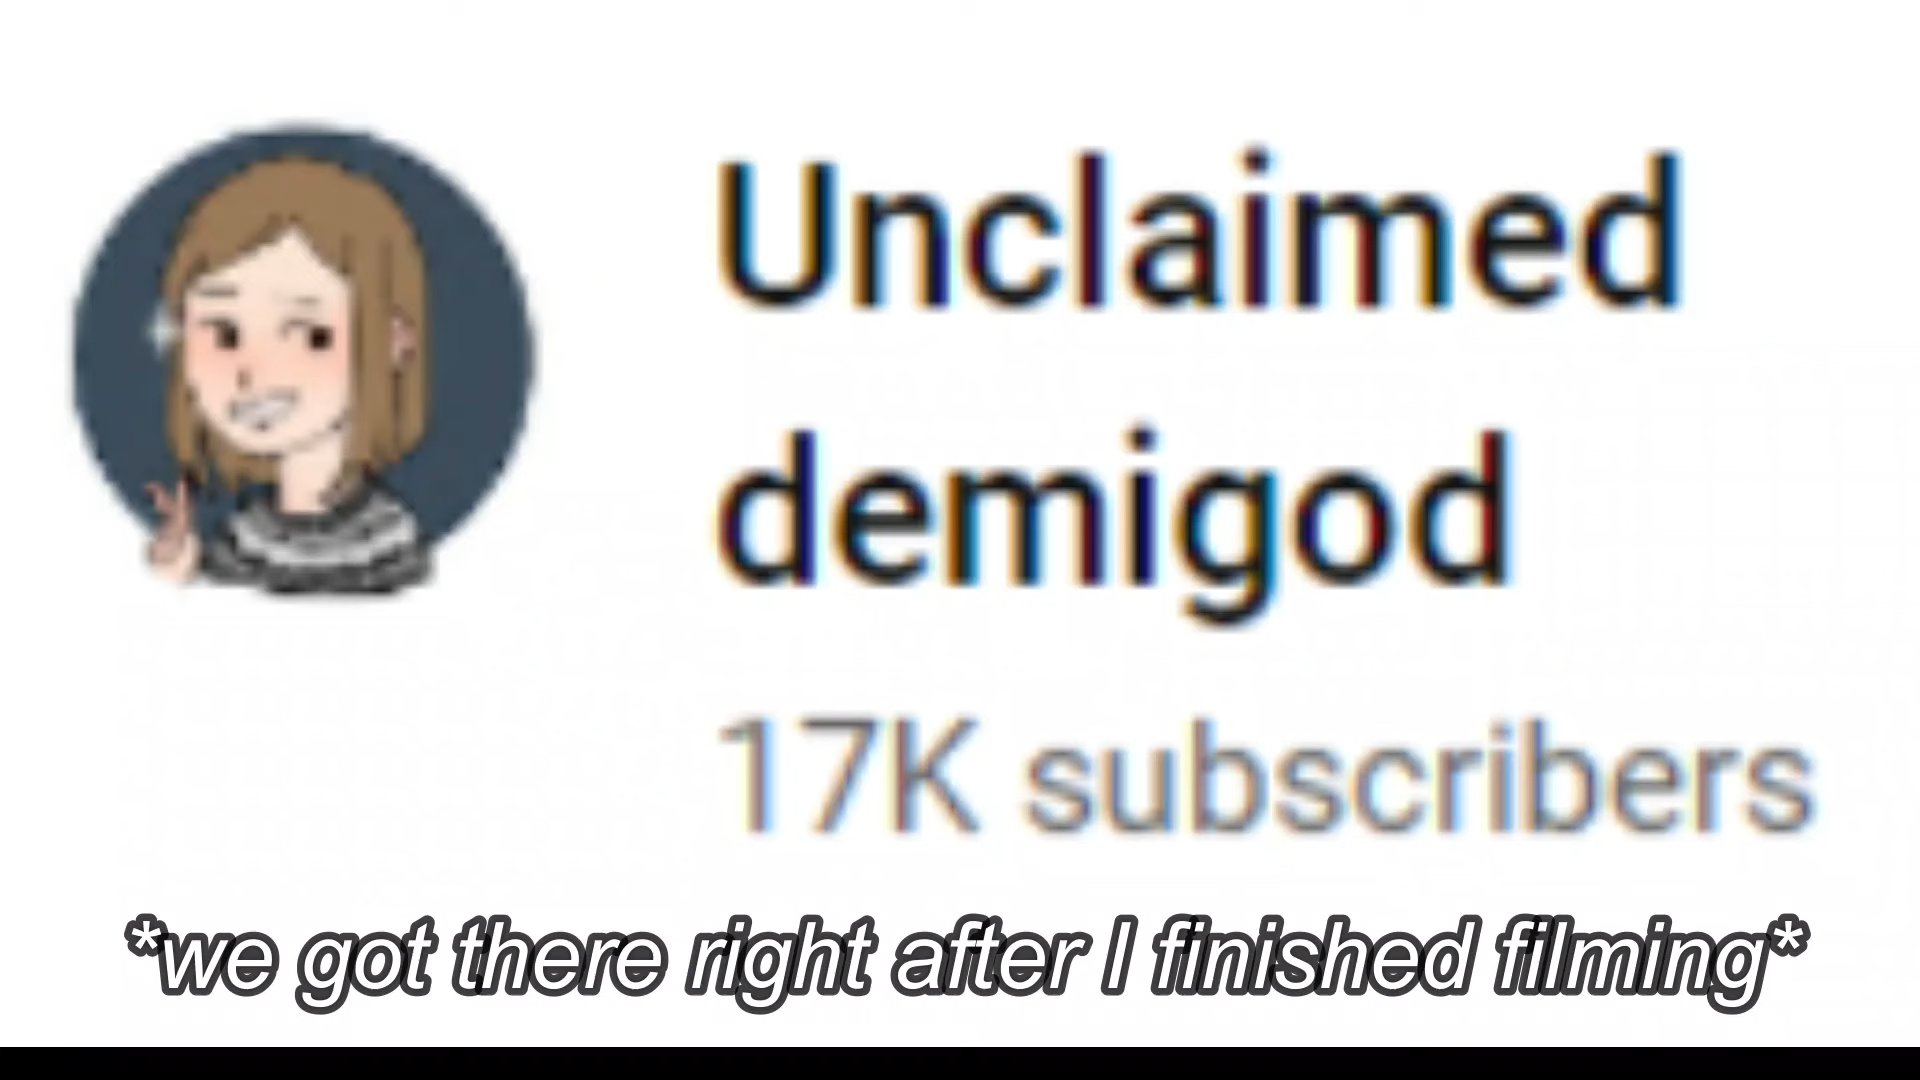 Unclaimed
demigod
17K subscribers
*we got there right after I finished filming*